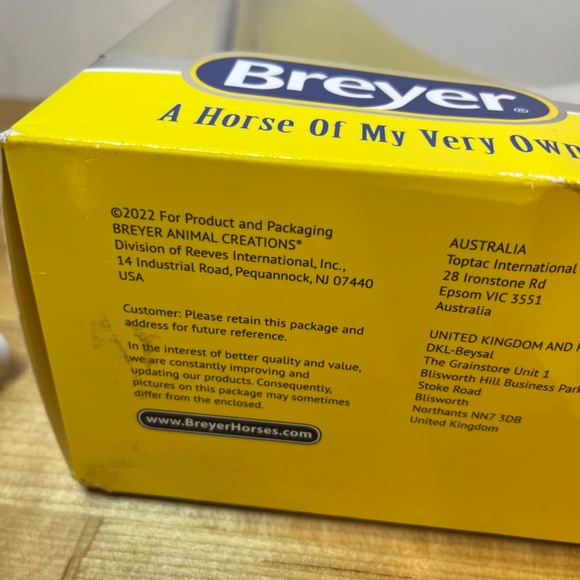 Breyer®
A Horse Of My Very Own
©2022 For Product and Packaging
BREYER ANIMAL CREATIONS®
Division of Reeves International, Inc.,
14 Industrial Road, Pequannock, NJ 07440
USA
Customer: Please retain this package and
address for future reference.
In the interest of better quality and value,
we are constantly improving and
updating our products. Consequently,
pictures on this package may sometimes
differ from the enclosed.
www.BreyerHorses.com
AUSTRALIA
Toptac International
28 Ironstone Rd
Epsom VIC 3551
Australia
UNITED KINGDOM AND
DKL-Beysal
The Grainstore Unit 1
Blisworth Hill Business Park
Stoke Road
Blisworth
Northants NN7 3DB
United Kingdom